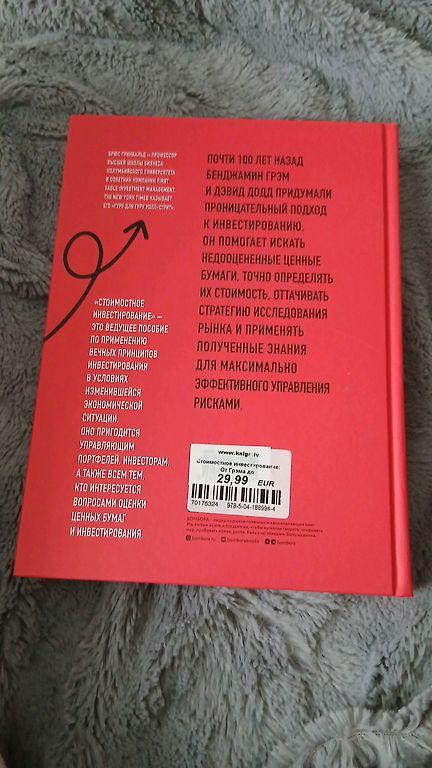 БРЮС ГРИНВАЛЬД – ПРОФЕССОР
ВЫСШЕЙ ШКОЛЫ БИЗНЕСА
КОЛУМБИЙСКОГО УНИВЕРСИТЕТА
И СОВЕТНИК КОМПАНИИ FIRST
EAGLE INVESTMENT MANAGEMENT.
THE NEW YORK TIMES НАЗЫВАЕТ
ЕГО «ГУРУ ДЛЯ ГУРУ УОЛЛ-СТРИТ».
«СТОИМОСТНОЕ
ИНВЕСТИРОВАНИЕ» –
ЭТО ВЕДУЩЕЕ ПОСОБИЕ
ПО ПРИМЕНЕНИЮ
ВЕЧНЫХ ПРИНЦИПОВ
ИНВЕСТИРОВАНИЯ
В УСЛОВИЯХ
ИЗМЕНИВШЕЙСЯ
ЭКОНОМИЧЕСКОЙ
СИТУАЦИИ.
ОНО ПРИГОДИТСЯ
УПРАВЛЯЮЩИМ
ПОРТФЕЛЕЙ, ИНВЕСТОРАМ,
А ТАКЖЕ ВСЕМ ТЕМ,
КТО ИНТЕРЕСУЕТСЯ
ВОПРОСАМИ ОЦЕНКИ
ЦЕННЫХ БУМАГ
И ИНВЕСТИРОВАНИЯ.
ПОЧТИ 100 ЛЕТ НАЗАД
БЕНДЖАМИН ГРЭМ
И ДЭВИД ДОДД ПРИДУМАЛИ
ПРОНИЦАТЕЛЬНЫЙ ПОДХОД
К ИНВЕСТИРОВАНИЮ.
ОН ПОМОГАЕТ ИСКАТЬ
НЕДООЦЕНЕННЫЕ ЦЕННЫЕ
БУМАГИ, ТОЧНО ОПРЕДЕЛЯТЬ
ИХ СТОИМОСТЬ, ОТТАЧИВАТЬ
СТРАТЕГИЮ ИССЛЕДОВАНИЯ
РЫНКА И ПРИМЕНЯТЬ
ПОЛУЧЕННЫЕ ЗНАНИЯ
ДЛЯ МАКСИМАЛЬНО
ЭФФЕКТИВНОГО УПРАВЛЕНИЯ
РИСКАМИ.
Стоимостное инвестирование:
От Грэма до
29,99 EUR
70176324 978-5-04-188994-4
bombora.ru bomborabooks bombora